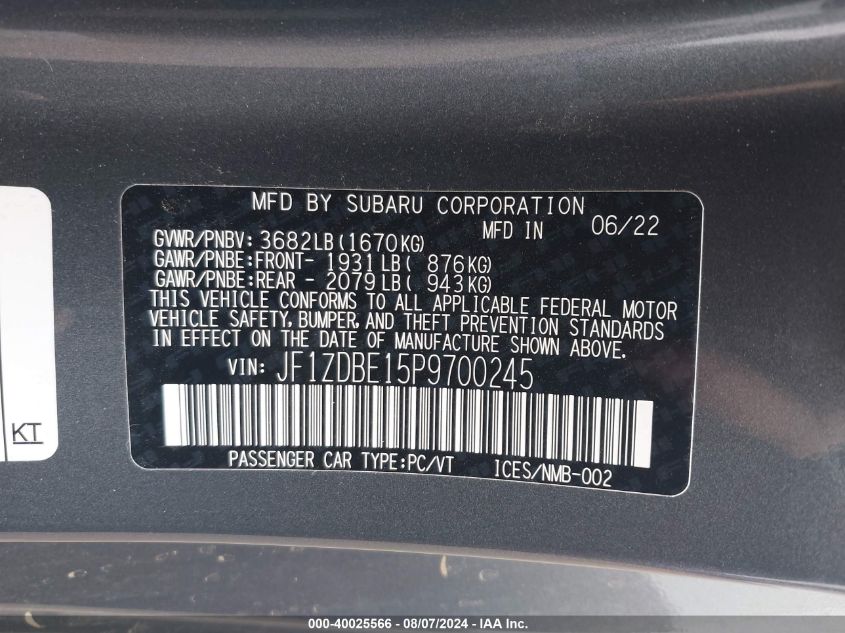 MFD BY SUBARU CORPORATION
MFD IN 06/22
GVWR/PNBV: 3682LB(1670KG)
GAWR/PNBE:FRONT- 1931LB( 876KG)
GAWR/PNBE:REAR - 2079LB( 943KG)
THIS VEHICLE CONFORMS TO ALL APPLICABLE FEDERAL MOTOR
VEHICLE SAFETY, BUMPER, AND THEFT PREVENTION STANDARDS
IN EFFECT ON THE DATE OF MANUFACTURE SHOWN ABOVE.
VIN: JF1ZDBE15P9700245
PASSENGER CAR TYPE:PC/VT ICES/NMB-002
KT
000-40025566 - 08/07/2024 - IAA Inc.